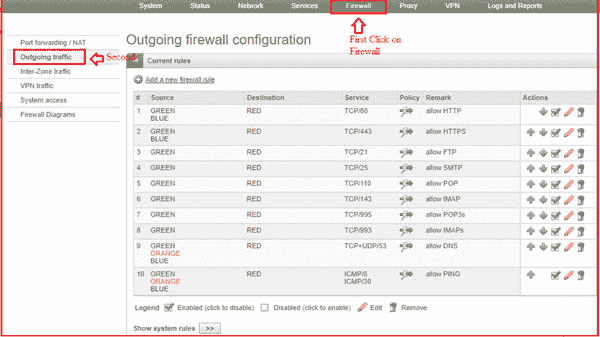 System Status Network Services Firewall Proxy VPN Logs and Reports
First Click on
Firewall
Port forwarding / NAT
Outgoing traffic
Second
Inter-Zone traffic
VPN traffic
System access
Firewall Diagrams
Outgoing firewall configuration
Current rules
Add a new firewall rule
# Source Destination Service Policy Remark Actions
1 GREEN RED TCP/80 allow HTTP
BLUE
2 GREEN RED TCP/443 allow HTTPS
BLUE
3 GREEN RED TCP/21 allow FTP
4 GREEN RED TCP/25 allow SMTP
5 GREEN RED TCP/110 allow POP
6 GREEN RED TCP/143 allow IMAP
7 GREEN RED TCP/995 allow POP3s
8 GREEN RED TCP/993 allow IMAPs
9 GREEN RED TCP+UDP/53 allow DNS
ORANGE
BLUE
10 GREEN RED ICMP/8 allow PING
ORANGE ICMP/30
BLUE
Legend Enabled (click to disable) Disabled (click to enable) Edit Remove
Show system rules >>